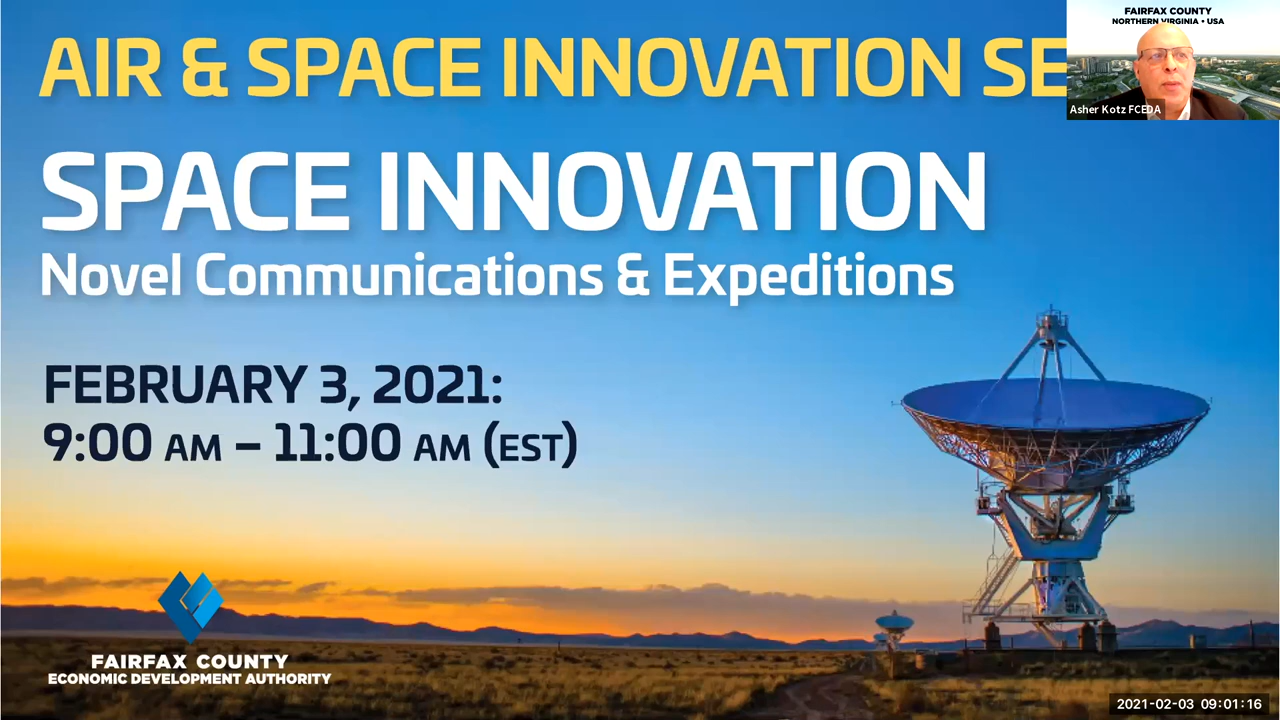 AIR & SPACE INNOVATION SE
FAIRFAX COUNTY
NORTHERN VIRGINIA • USA
Asher Kotz FCEDA
SPACE INNOVATION
Novel Communications & Expeditions
FEBRUARY 3, 2021:
9:00 AM – 11:00 AM (EST)
FAIRFAX COUNTY
ECONOMIC DEVELOPMENT AUTHORITY
2021-02-03 09:01:16